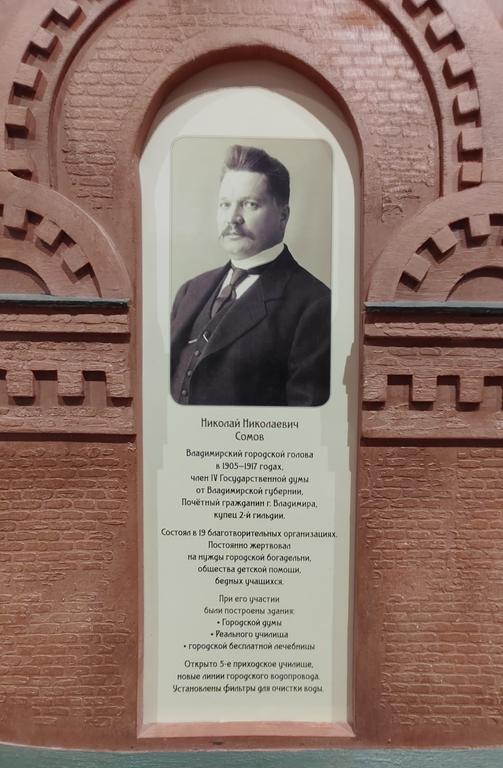 Николай Николаевич
Сомов
Владимирский городской голова
в 1905–1917 годах,
член IV Государственной думы
от Владимирской губернии,
Почётный гражданин г. Владимира,
купец 2-й гильдии.
Состоял в 19 благотворительных организациях.
Постоянно жертвовал
на нужды городской богадельни,
общества детской помощи,
бедных учащихся.
При его участии
были построены здания:
• Городской думы
• Реального училища
• городской бесплатной лечебницы
Открыто 5-е приходское училище,
новые линии Городского водопровода.
Установлены фильтры для очистки воды.